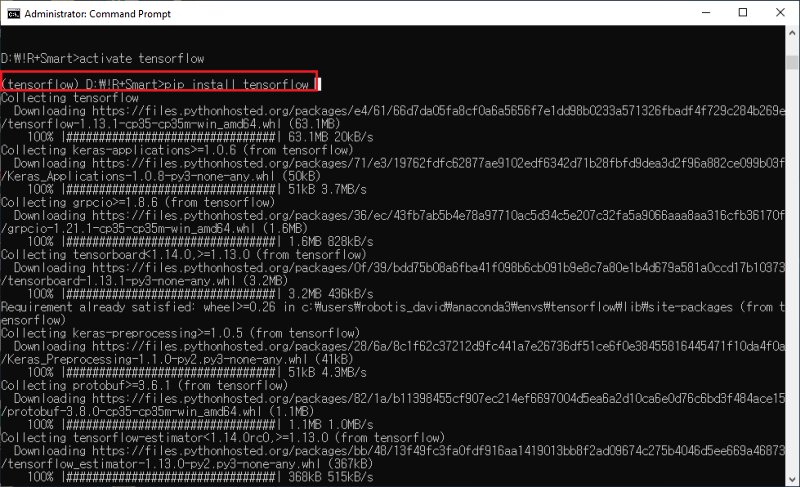 Administrator: Command Prompt
D:₩!R+Smart>activate tensorflow
(tensorflow) D:₩!R+Smart>pip install tensorflow
Collecting tensorflow
Downloading https://files.pythonhosted.org/packages/e4/61/66d7da05fa8cf0a6a5656f7e1dd98b0233a571326fbadf4f729c284b269e
/tensorflow-1.13.1-cp35-cp35m-win_amd64.whl (63.1MB)
100% |################################| 63.1MB 20kB/s
Collecting keras-applications>=1.0.6 (from tensorflow)
Downloading https://files.pythonhosted.org/packages/71/e3/19762fdfc62877ae9102edf6342d71b28fbfd9dea3d2f96a882ce099b03f
/Keras_Applications-1.0.8-py3-none-any.whl (50kB)
100% |################################| 51kB 3.7MB/s
Collecting grpcio>=1.8.6 (from tensorflow)
Downloading https://files.pythonhosted.org/packages/36/ec/43fb7ab5b4e78a97710ac5d34c5e207c32fa5a9066aaa8aa316cfb36170f
/grpcio-1.21.1-cp35-cp35m-win_amd64.whl (1.6MB)
100% |################################| 1.6MB 828kB/s
Collecting tensorboard<1.14.0,>=1.13.0 (from tensorflow)
Downloading https://files.pythonhosted.org/packages/0f/39/bdd75b08a6fba41f098b6cb091b9e8c7a80e1b4d679a581a0ccd17b10373
/tensorboard-1.13.1-py3-none-any.whl (3.2MB)
100% |################################| 3.2MB 436kB/s
Requirement already satisfied: wheel>=0.26 in c:₩users₩robotis_david₩anaconda3₩envs₩tensorflow₩lib₩site-packages (from t
ensorflow)
Collecting keras-preprocessing>=1.0.5 (from tensorflow)
Downloading https://files.pythonhosted.org/packages/28/6a/8c1f62c37212d9fc441a7e26736df51ce6f0e38455816445471f10da4f0a
/Keras_Preprocessing-1.1.0-py2.py3-none-any.whl (41kB)
100% |################################| 51kB 4.3MB/s
Collecting protobuf>=3.6.1 (from tensorflow)
Downloading https://files.pythonhosted.org/packages/82/1a/b11398455cf907ec214ef6697004d5ea6a2d10ca6e0d76c6bd3f484ace15
/protobuf-3.8.0-cp35-cp35m-win_amd64.whl (1.1MB)
100% |################################| 1.1MB 1.0MB/s
Collecting tensorflow-estimator<1.14.0rc0,>=1.13.0 (from tensorflow)
Downloading https://files.pythonhosted.org/packages/bb/48/13f49fc3fa0fdf916aa1419013bb8f2ad09674c275b4046d5ee669a46873
/tensorflow_estimator-1.13.0-py2.py3-none-any.whl (367kB)
100% |################################| 368kB 515kB/s